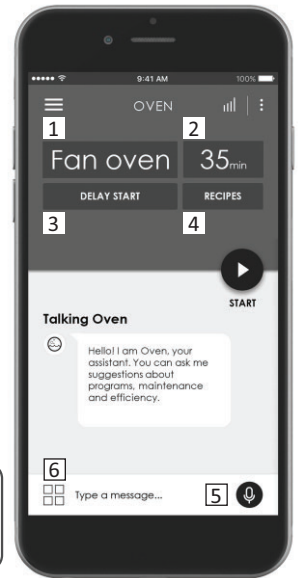 9:41 AM
100%
OVEN
1
2
Fan oven
35min
DELAY START
RECIPES
3
4
START
Talking Oven
Hello! I am Oven, your
assistant. You can ask me
suggestions about
programs, maintenance
and efficiency.
6
Type a message...
5